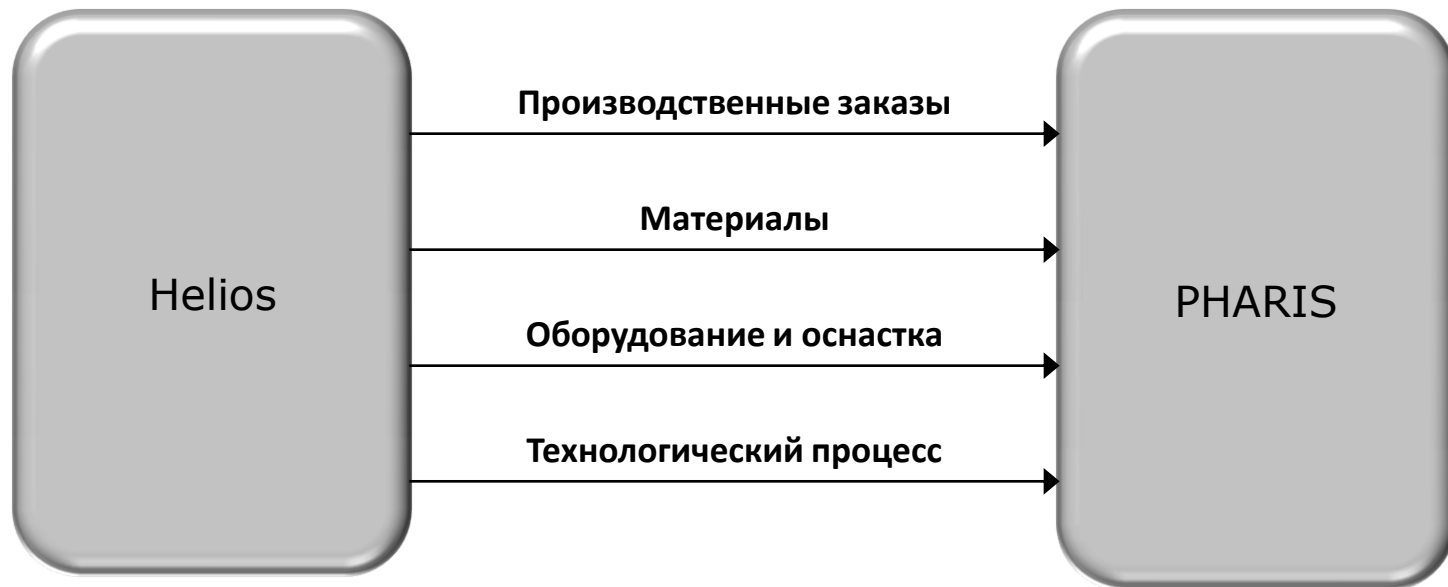 Производственные заказы
Материалы
Helios
PHARIS
Оборудование и оснастка
Технологический процесс